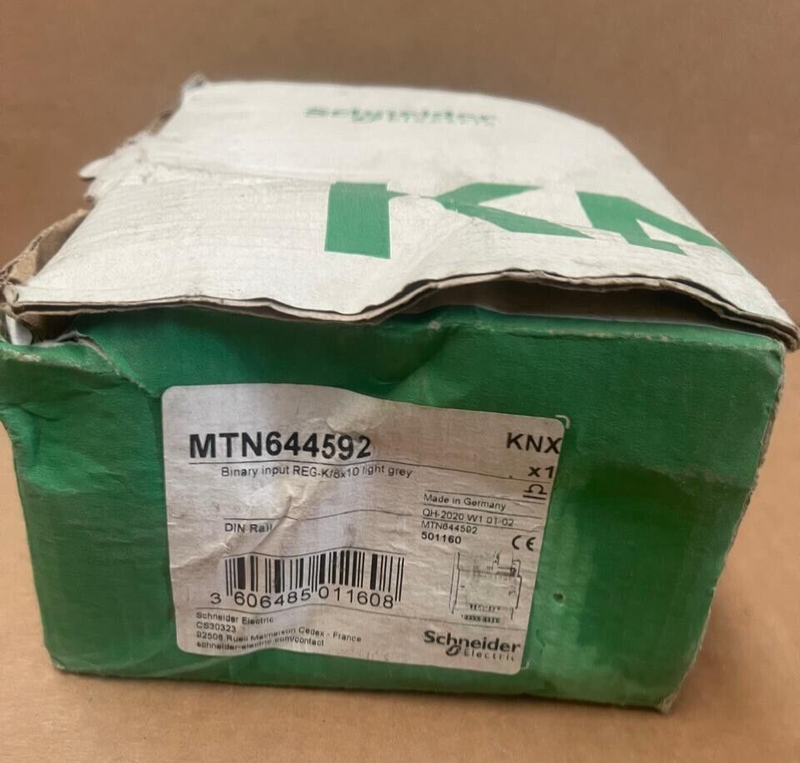 Schneider
Electric
KN
MTN644592
KNX
Binary input REG-K/8x10 light grey
x1
Made in Germany
DIN Rail
QH-2020 W1 01-02
MTN644592
501160
CE
3 606485 011608
Schneider Electric
CS30323
92506 Rueil Malmaison Cedex - France
schneider-electric.com/contact
Schneider
Electric